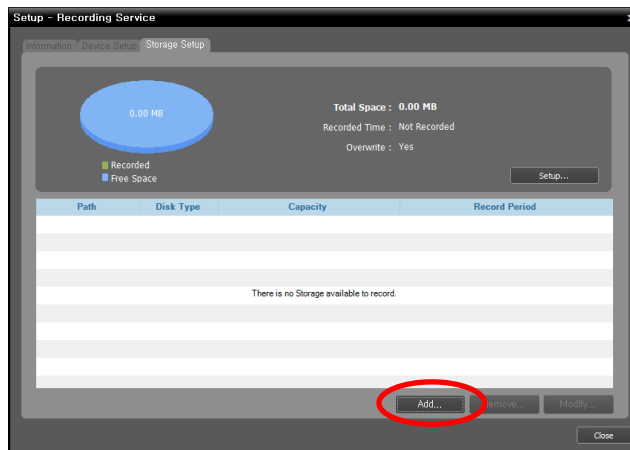 Setup - Recording Service
Information Device Setup Storage Setup
0.00 MB
Recorded
Free Space
Total Space : 0.00 MB
Recorded Time : Not Recorded
Overwrite : Yes
Setup...
Path Disk Type Capacity Record Period
There is no Storage available to record.
Add... Remove... Modify...
Close